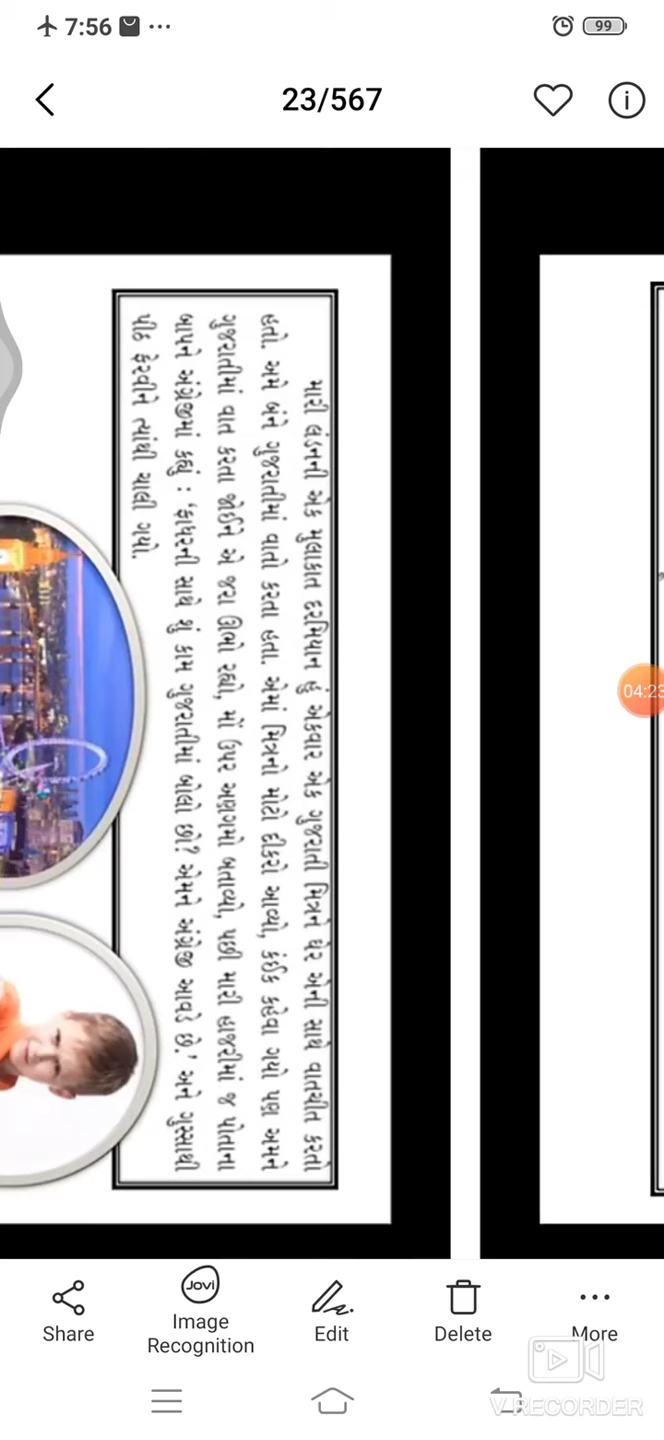 7:56
99
23/567
મારી લંડનની એક મુલાકાત દરમિયાન હું એકવાર એક ગુજરાતી મિત્રને ઘેર એની સાથે વાતચીત કરતો
હતો. અમે બંને ગુજરાતીમાં વાતો કરતા હતા. એમાં મિત્રનો મોટો દીકરો આવ્યો, કંઈક કહેવા ગયો પણ અમને
ગુજરાતીમાં વાત કરતા જોઈને એ જરા ઊભો રહ્યો, મોં ઉપર અણગમો બતાવ્યો, પછી મારી હાજરીમાં જ પોતાના
બાપને અંગ્રેજીમાં કહ્યું : ‘ફાધરની સાથે શું કામ ગુજરાતીમાં બોલો છો? એમને અંગ્રેજી આવડે છે.’ અને ગુસ્સાથી
પીઠ ફેરવીને ત્યાંથી ચાલી ગયો.
04:23
Share
Jovi
Image
Recognition
Edit
Delete
More
V RECORDER